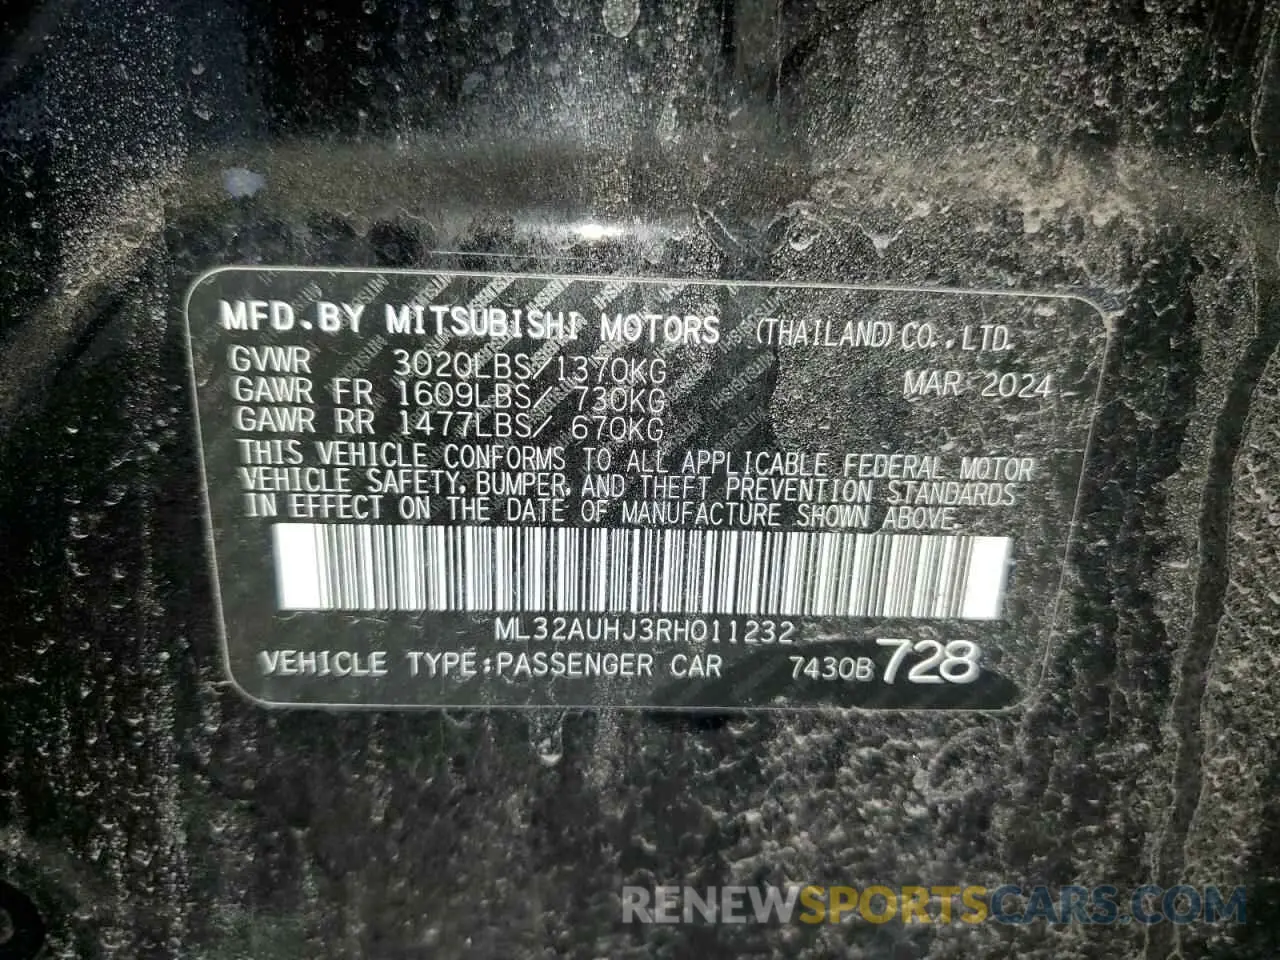 MFD.BY MITSUBISHI MOTORS (THAILAND) CO.,LTD.
GVWR 3020LBS/1370KG
MAR 2024
GAWR FR 1609LBS/ 730KG
GAWR RR 1477LBS/ 670KG
THIS VEHICLE CONFORMS TO ALL APPLICABLE FEDERAL MOTOR
VEHICLE SAFETY, BUMPER, AND THEFT PREVENTION STANDARDS
IN EFFECT ON THE DATE OF MANUFACTURE SHOWN ABOVE.
ML32AUHJ3RH011232
VEHICLE TYPE:PASSENGER CAR 7430B 728
RENEWSPORTSCARS.COM